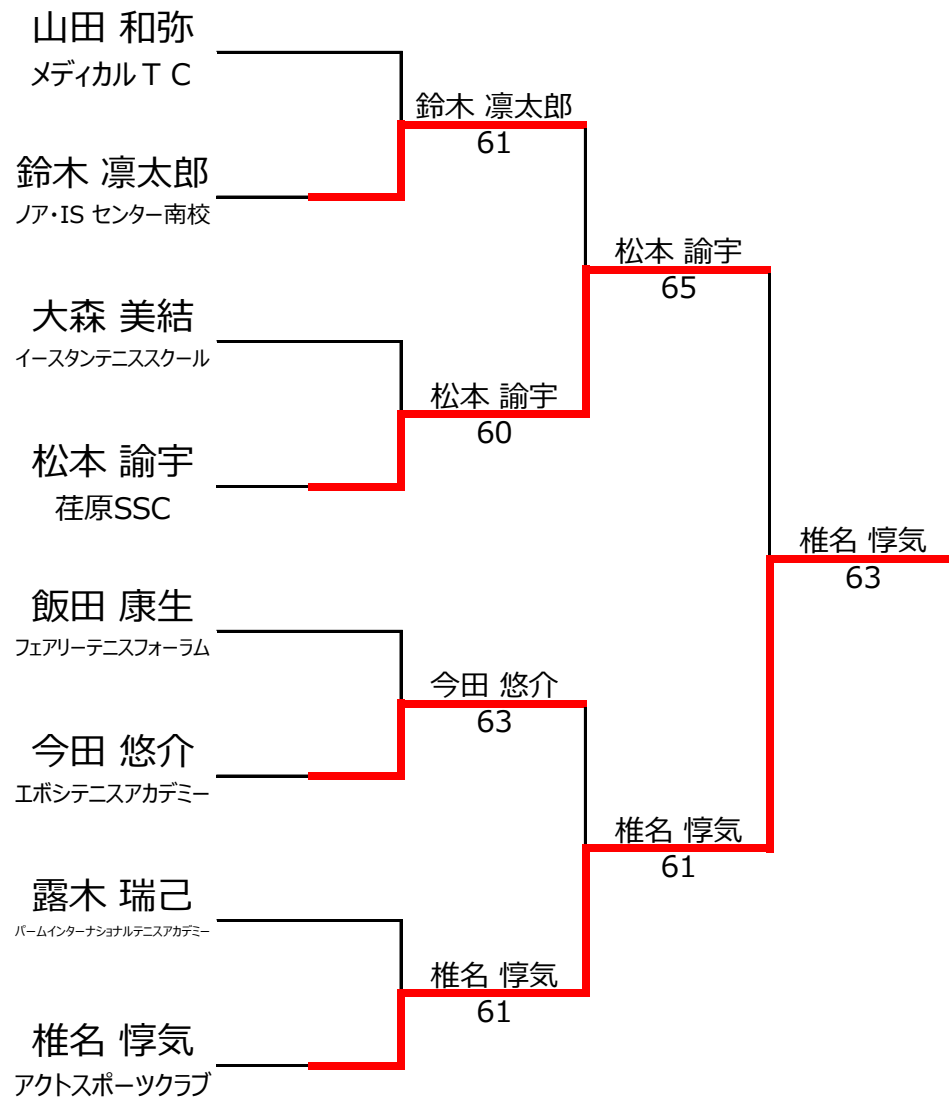 山田 和弥
メディカルＴＣ
鈴木 凛太郎
61
鈴木 凛太郎
ノア・IS センター南校
松本 諭宇
65
大森 美結
イースタンテニススクール
松本 諭宇
60
松本 諭宇
荏原SSC
椎名 惇気
63
飯田 康生
フェアリーテニスフォーラム
今田 悠介
63
今田 悠介
エボシテニスアカデミー
椎名 惇気
61
露木 瑞己
パームインターナショナルテニスアカデミー
椎名 惇気
61
椎名 惇気
アクトスポーツクラブ